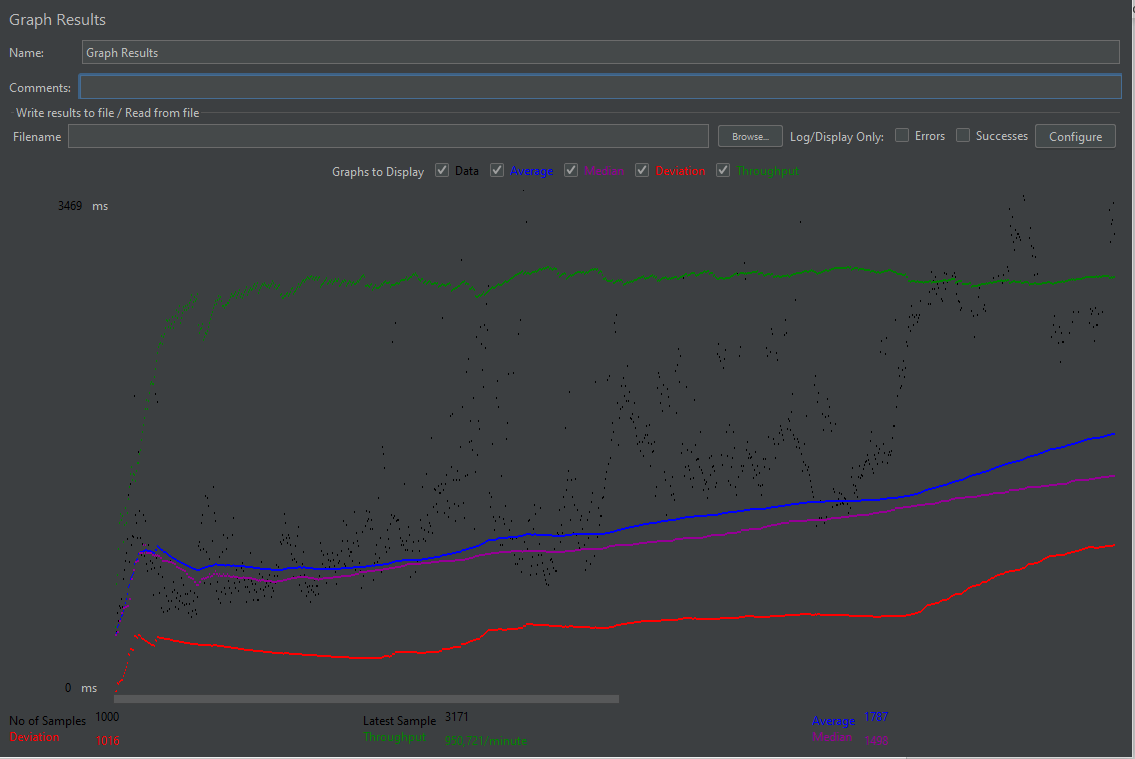 Graph Results
Name: Graph Results
Comments:
Write results to file / Read from file
Filename Browse... Log/Display Only: Errors Successes Configure
Graphs to Display Data Average Median Deviation Throughput
3469 ms
0 ms
No of Samples 1000 Latest Sample 3171 Average 1787
Deviation 1016 Throughput 950,721/minute Median 1498